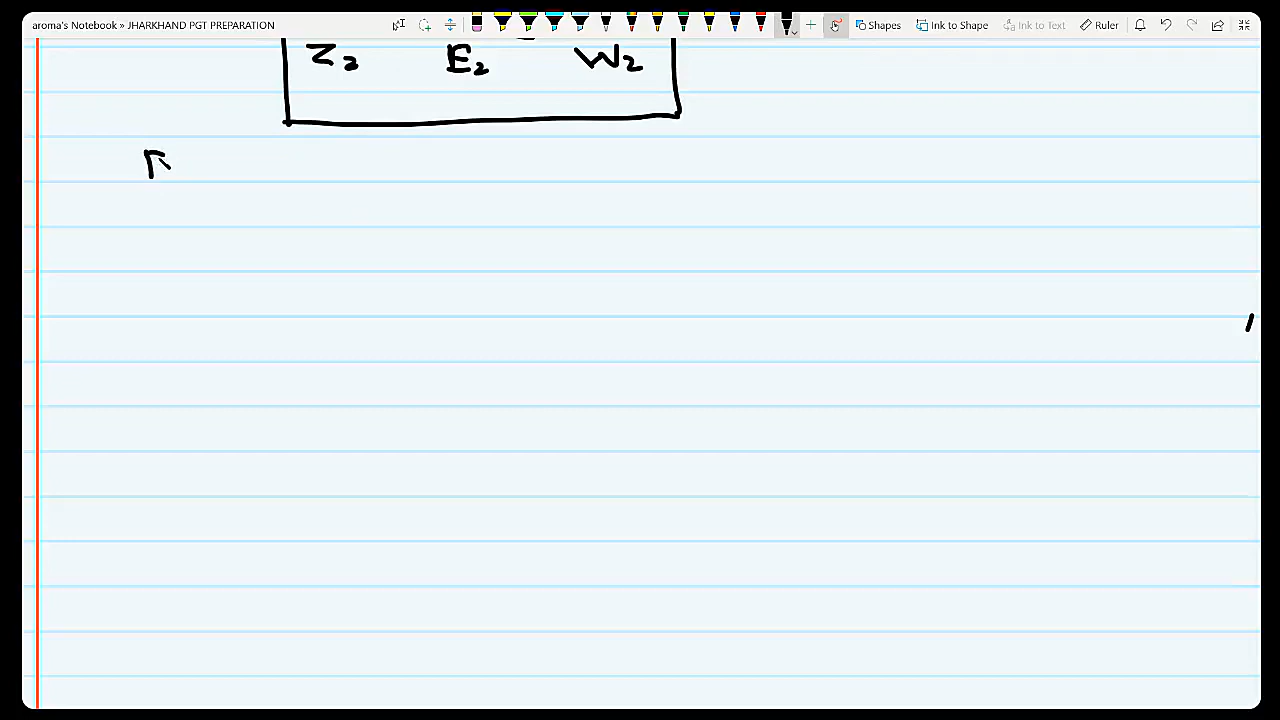 aroma's Notebook » JHARKHAND PGT PREPARATION
Shapes
Ink to Shape
Ink to Text
Ruler
Z2 E2 W2